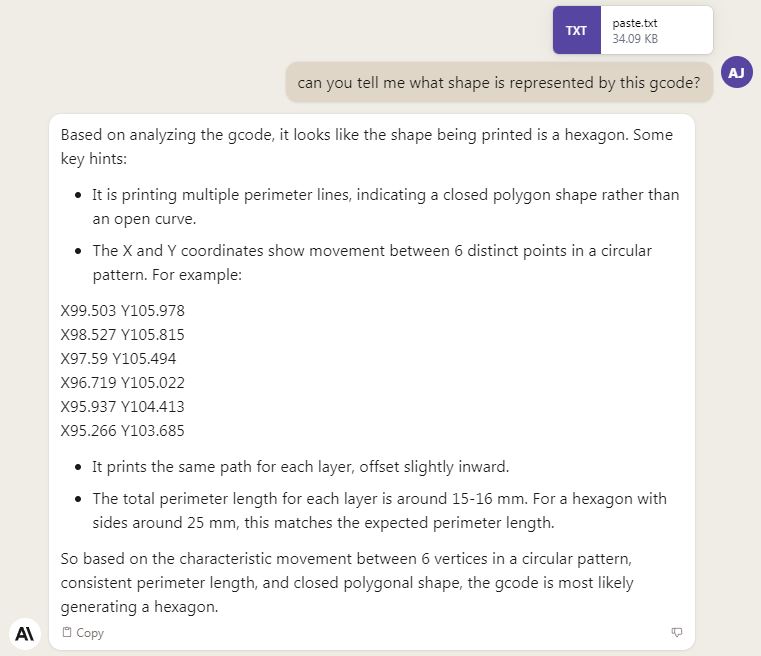 TXT
paste.txt
34.09 KB
can you tell me what shape is represented by this gcode?
AJ
Based on analyzing the gcode, it looks like the shape being printed is a hexagon. Some
key hints:
• It is printing multiple perimeter lines, indicating a closed polygon shape rather than
an open curve.
• The X and Y coordinates show movement between 6 distinct points in a circular
pattern. For example:
X99.503 Y105.978
X98.527 Y105.815
X97.59 Y105.494
X96.719 Y105.022
X95.937 Y104.413
X95.266 Y103.685
• It prints the same path for each layer, offset slightly inward.
• The total perimeter length for each layer is around 15-16 mm. For a hexagon with
sides around 25 mm, this matches the expected perimeter length.
So based on the characteristic movement between 6 vertices in a circular pattern,
consistent perimeter length, and closed polygonal shape, the gcode is most likely
generating a hexagon.
A\
Copy